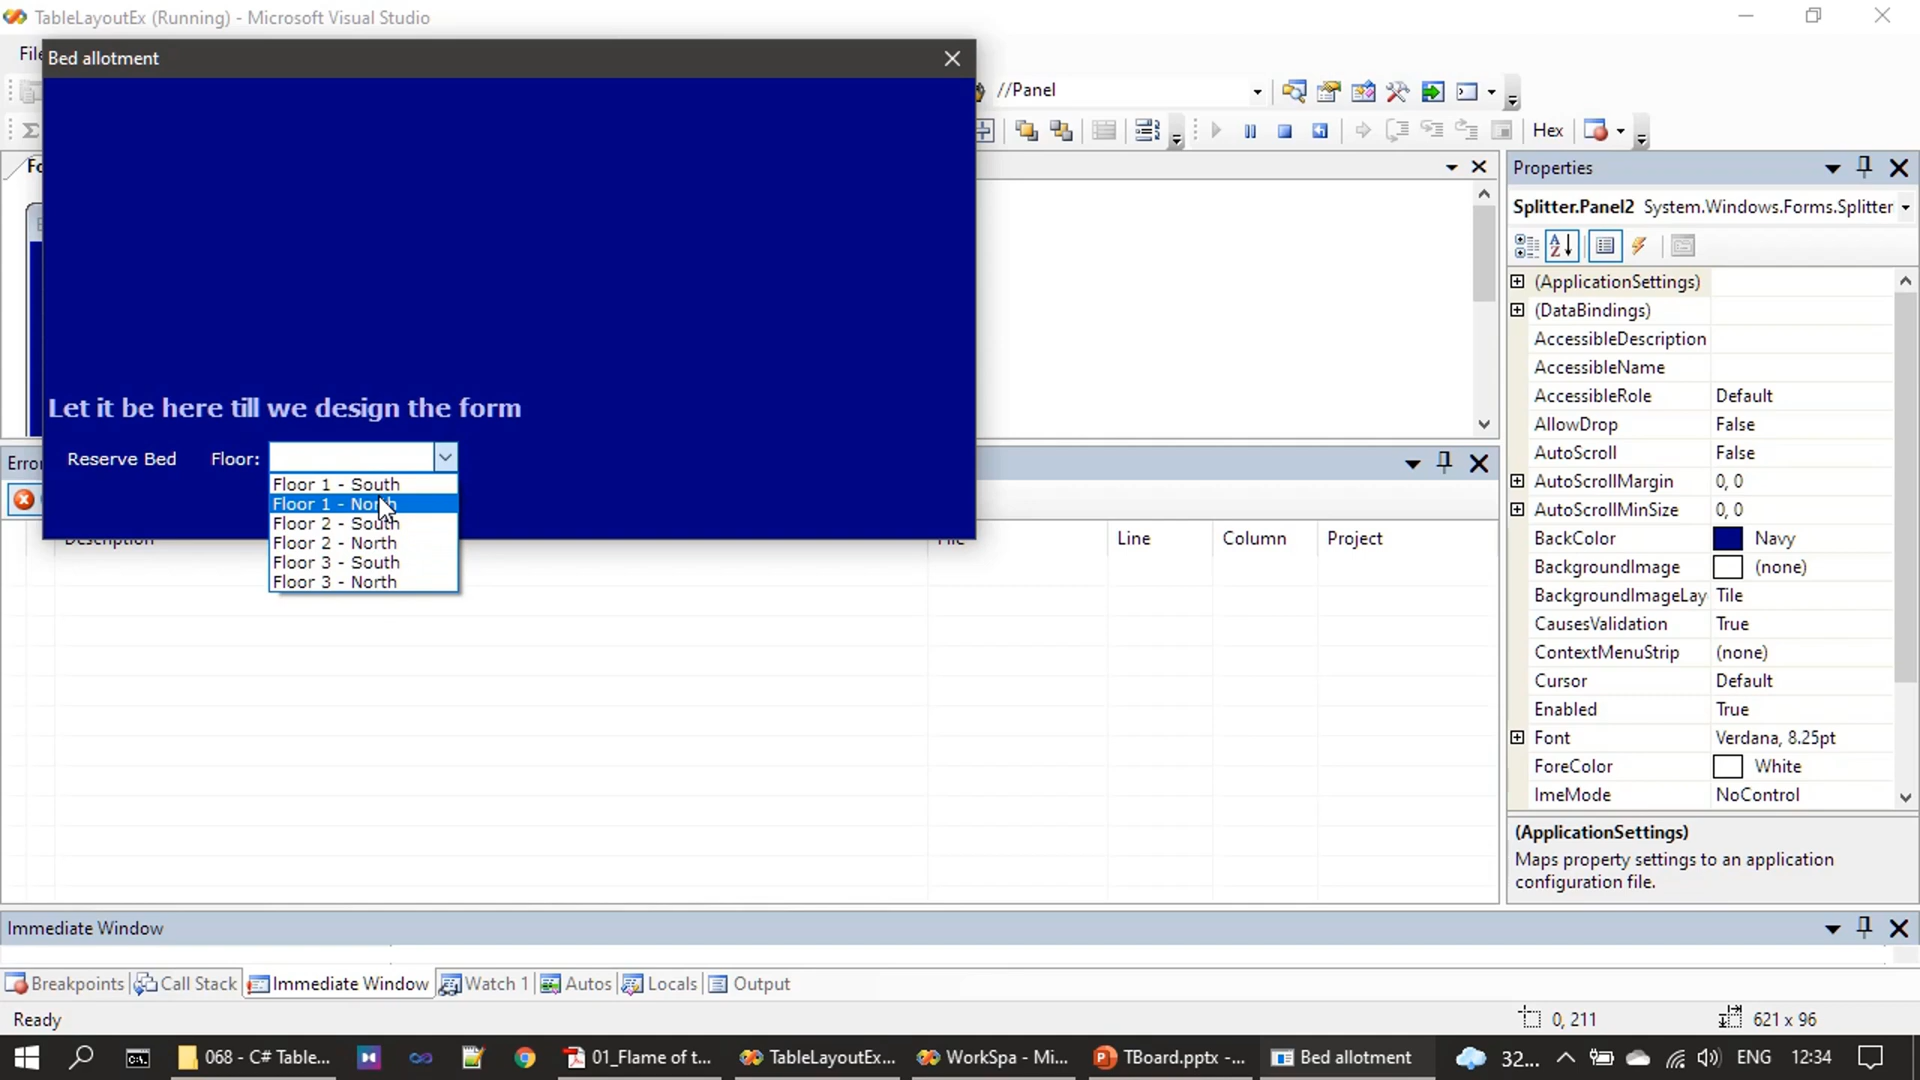 TableLayoutEx (Running) - Microsoft Visual Studio
Bed allotment
//Panel
Hex
Let it be here till we design the form
Reserve Bed
Floor:
Floor 1 - South
Floor 1 - North
Floor 2 - South
Floor 2 - North
Floor 3 - South
Floor 3 - North
Line
Column
Project
Properties
Splitter.Panel2 System.Windows.Forms.Splitter
(ApplicationSettings)
(DataBindings)
AccessibleDescription
AccessibleName
AccessibleRole Default
AllowDrop False
AutoScroll False
AutoScrollMargin 0, 0
AutoScrollMinSize 0, 0
BackColor Navy
BackgroundImage (none)
BackgroundImageLay Tile
CausesValidation True
ContextMenuStrip (none)
Cursor Default
Enabled True
Font Verdana, 8.25pt
ForeColor White
ImeMode NoControl
(ApplicationSettings)
Maps property settings to an application
configuration file.
Immediate Window
Breakpoints
Call Stack
Immediate Window
Watch 1
Autos
Locals
Output
Ready
0, 211
621 x 96
068 - C# Table...
01_Flame of t...
TableLayoutEx...
WorkSpa - Mi...
TBoard.pptx -...
Bed allotment
32...
ENG
12:34